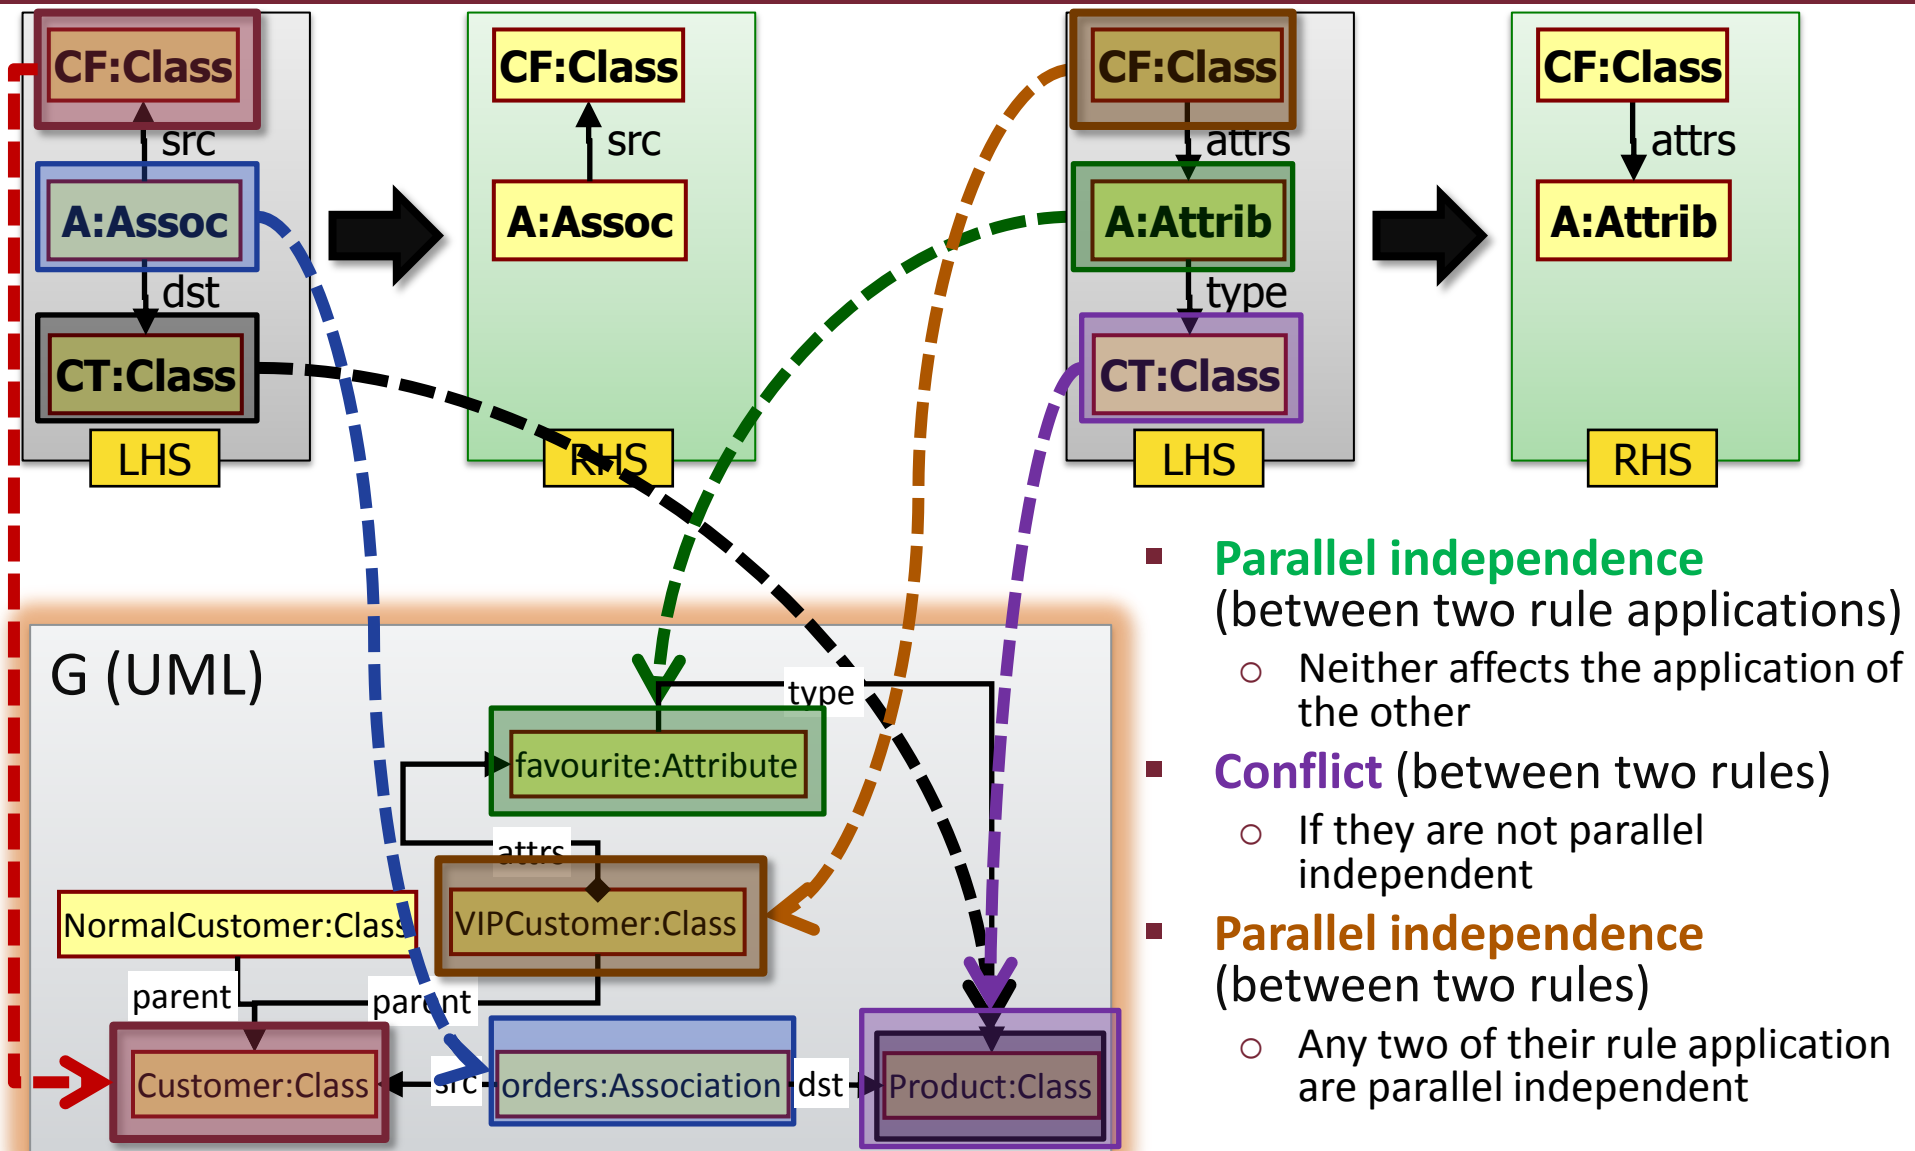 CF:Class
src
A:Assoc
dst
CT:Class
LHS
CF:Class
src
A:Assoc
RHS
CF:Class
attrs
A:Attrib
type
CT:Class
LHS
CF:Class
attrs
A:Attrib
RHS
G (UML)
type
favourite:Attribute
attrs
NormalCustomer:Class
VIPCustomer:Class
parent
parent
Customer:Class
src
orders:Association
dst
Product:Class
Parallel independence
(between two rule applications)
Neither affects the application of
the other
Conflict (between two rules)
If they are not parallel
independent
Parallel independence
(between two rules)
Any two of their rule application
are parallel independent